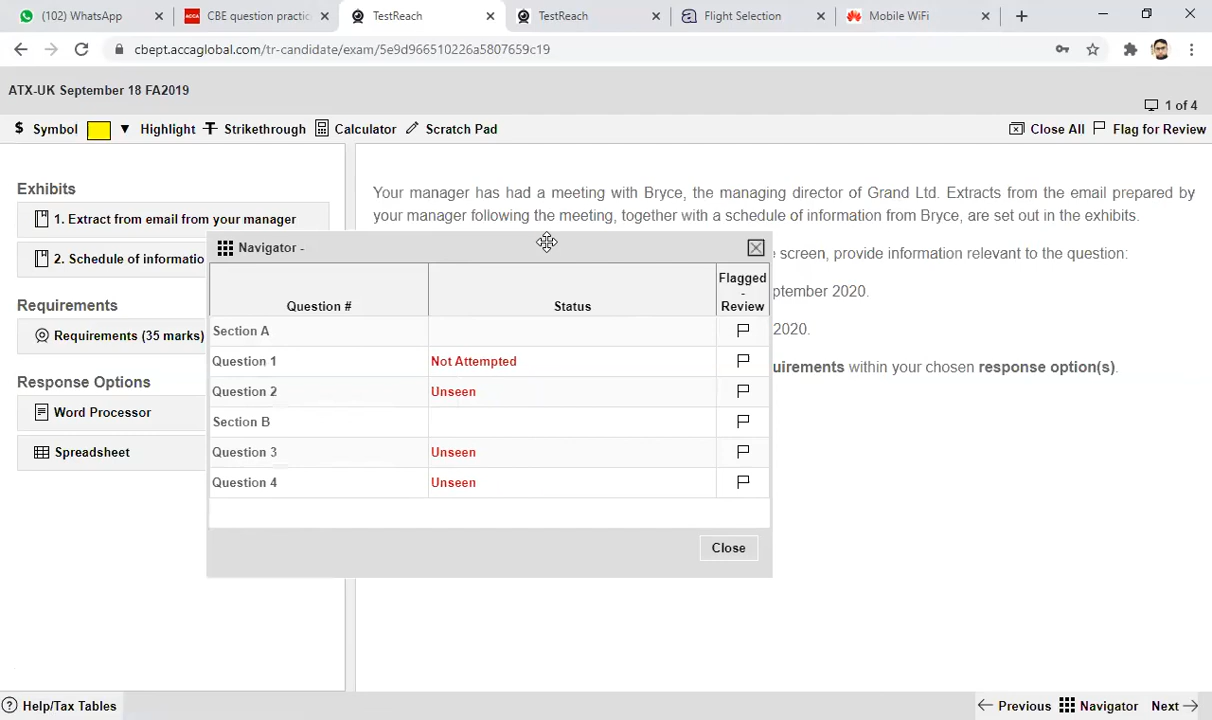 (102) WhatsApp
CBE question practic
TestReach
TestReach
Flight Selection
Mobile WiFi
cbept.accaglobal.com/tr-candidate/exam/5e9d966510226a5807659c19
ATX-UK September 18 FA2019
1 of 4
$ Symbol Highlight Strikethrough Calculator Scratch Pad Close All Flag for Review
Exhibits
1. Extract from email from your manager
2. Schedule of informatio
Requirements
Requirements (35 marks)
Response Options
Word Processor
Spreadsheet
Your manager has had a meeting with Bryce, the managing director of Grand Ltd. Extracts from the email prepared by
your manager following the meeting, together with a schedule of information from Bryce, are set out in the exhibits.
screen, provide information relevant to the question:
ptember 2020.
2020.
uirements within your chosen response option(s).
Navigator -
Question # Status Flagged
-
Review
Section A
Question 1 Not Attempted
Question 2 Unseen
Section B
Question 3 Unseen
Question 4 Unseen
Close
Help/Tax Tables
Previous Navigator Next